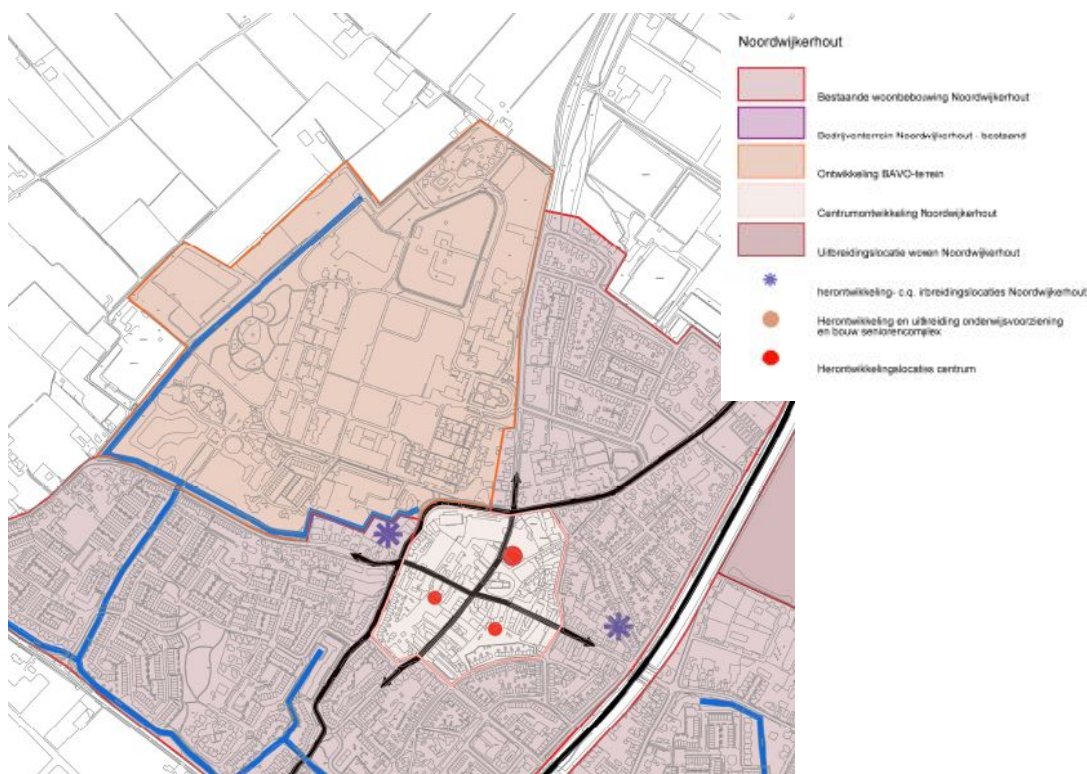 Noordwijkerhout
Bestaande woonbebouwing Noordwijkerhout
Bedrijventerrein Noordwijkerhout - bestaand
Ontwikkeling BAVO-terrein
Centrumontwikkeling Noordwijkerhout
Uitbreidingslocatie wonen Noordwijkerhout
herontwikkeling- c.q. irbreidingslocaties Noordwijkerhout
Herontwikkeling en uitbreiding onderwijsvoorziening
en bouw seniorencomplex
Herontwikkelingslocaties centrum